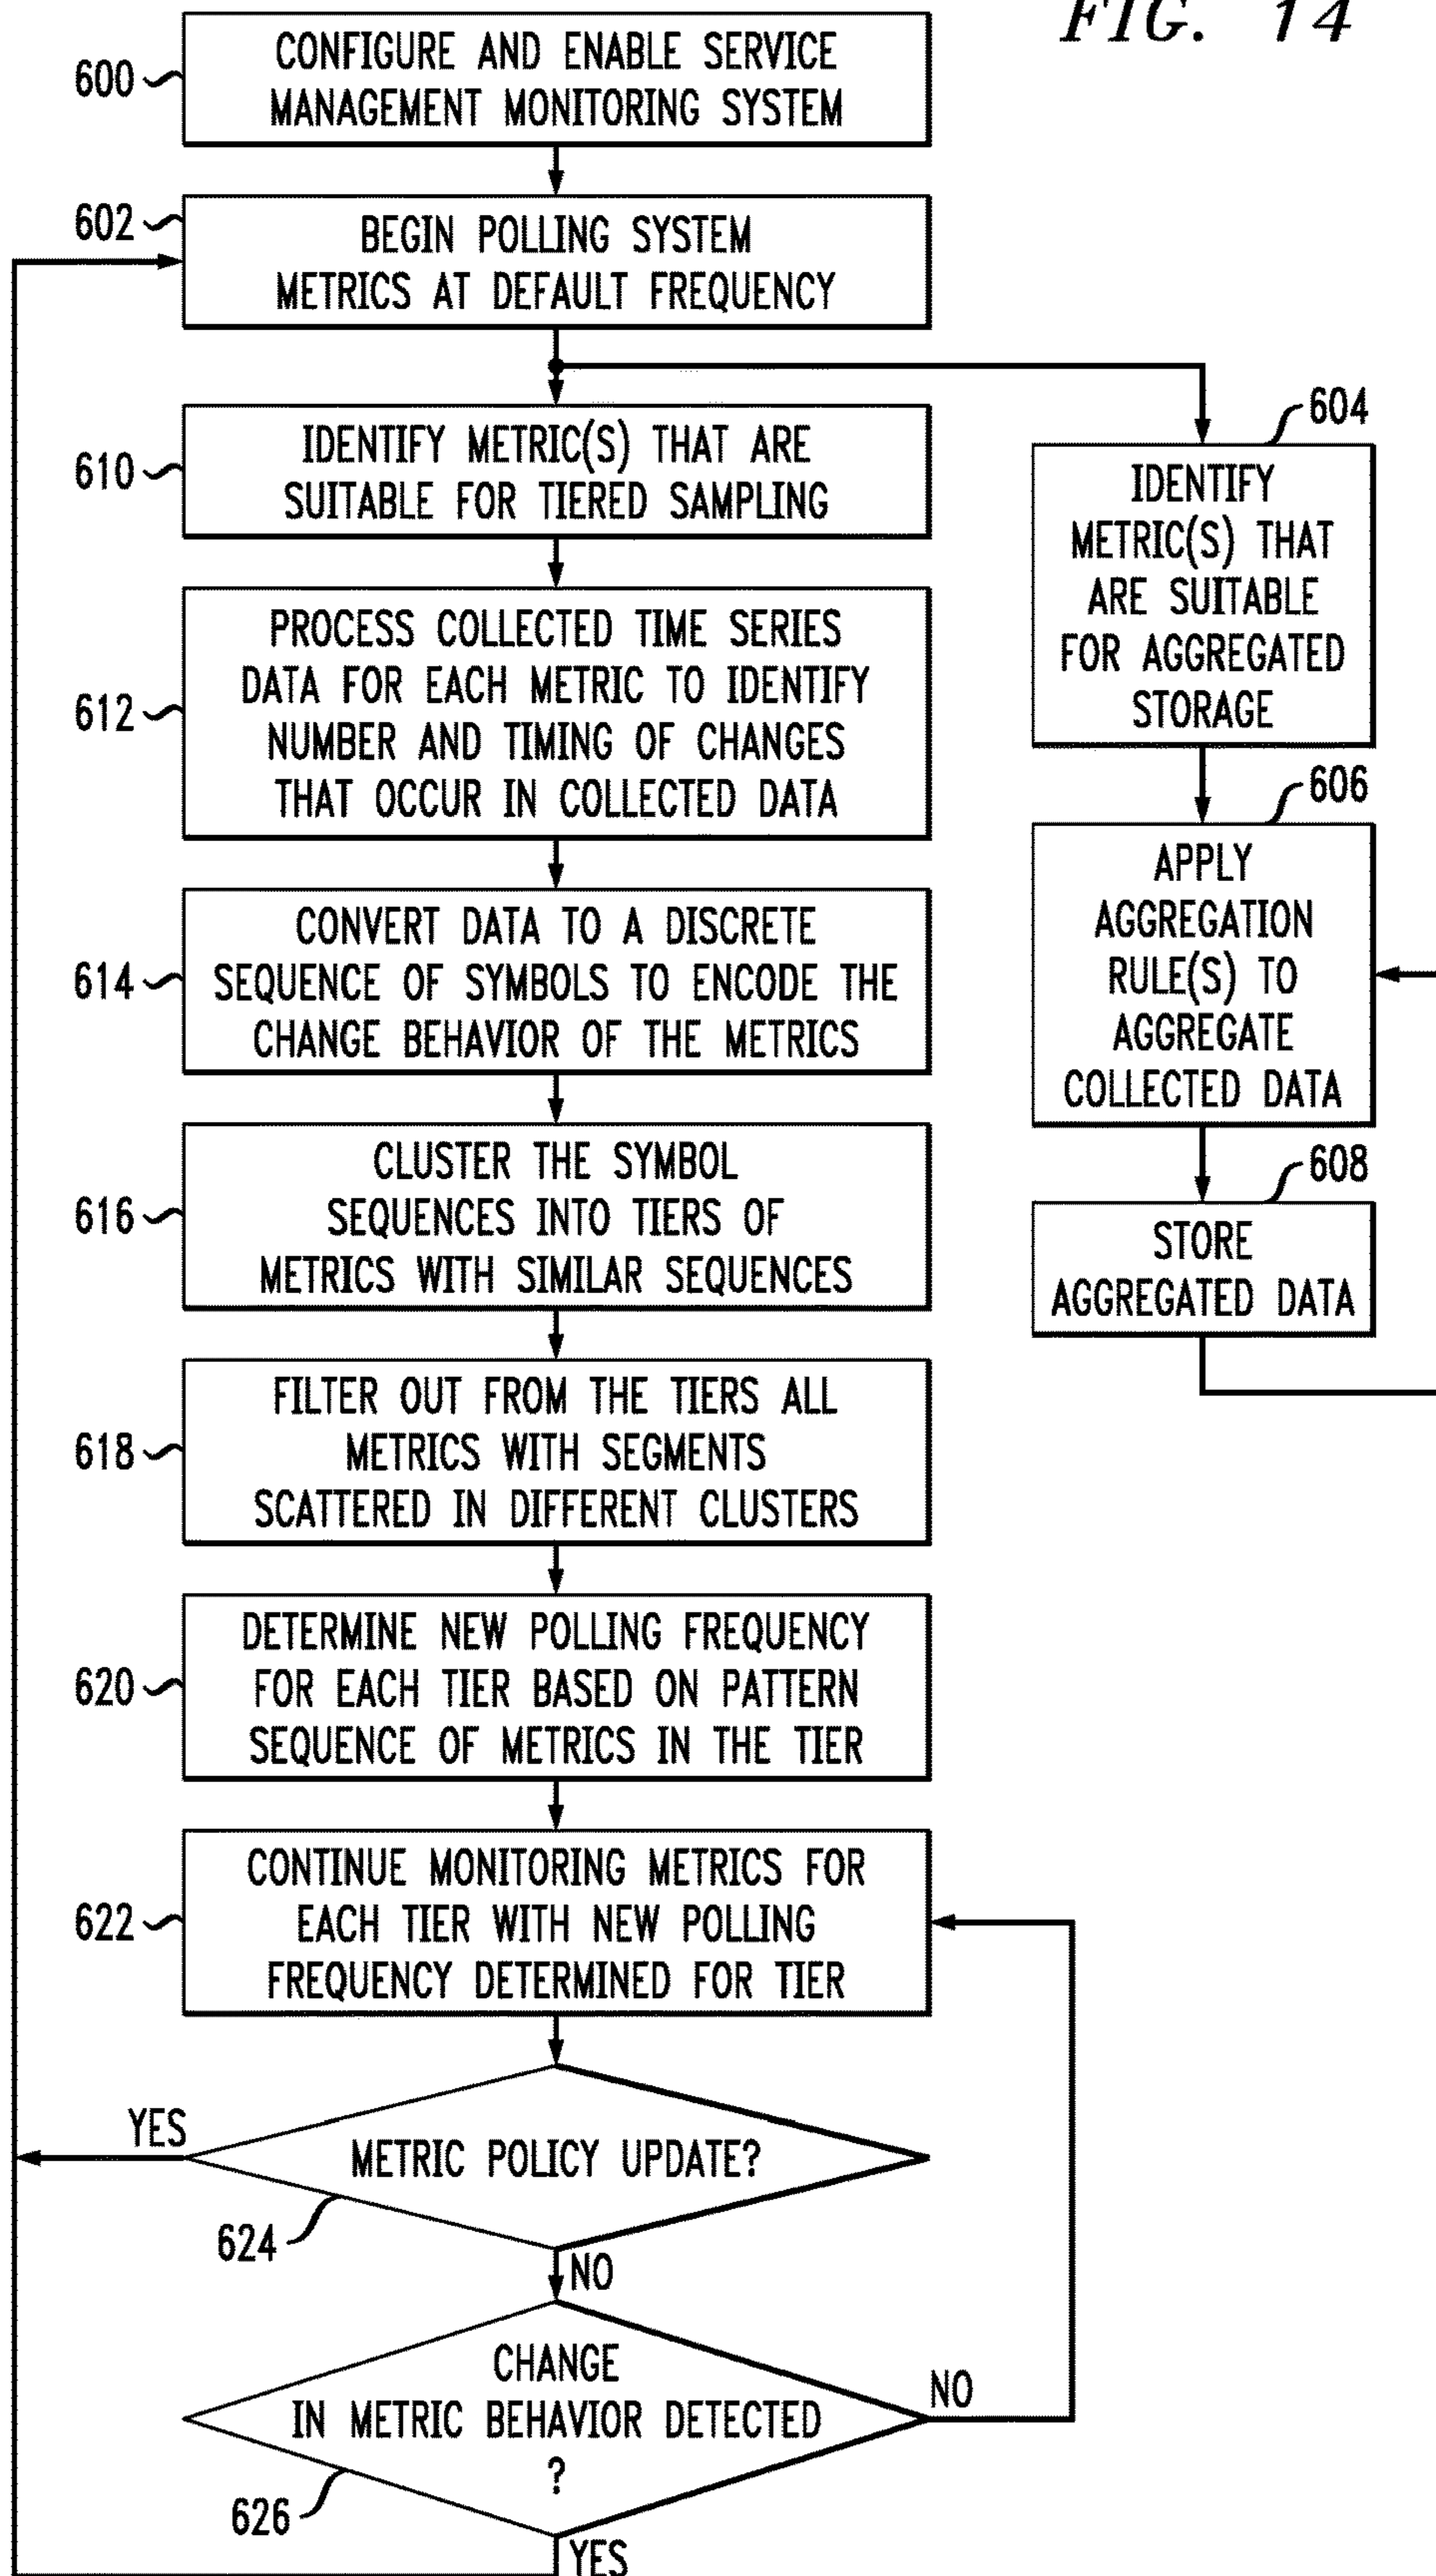 FIG. 14
600
CONFIGURE AND ENABLE SERVICE
MANAGEMENT MONITORING SYSTEM
602
BEGIN POLLING SYSTEM
METRICS AT DEFAULT FREQUENCY
610
IDENTIFY METRIC(S) THAT ARE
SUITABLE FOR TIERED SAMPLING
612
PROCESS COLLECTED TIME SERIES
DATA FOR EACH METRIC TO IDENTIFY
NUMBER AND TIMING OF CHANGES
THAT OCCUR IN COLLECTED DATA
614
CONVERT DATA TO A DISCRETE
SEQUENCE OF SYMBOLS TO ENCODE THE
CHANGE BEHAVIOR OF THE METRICS
616
CLUSTER THE SYMBOL
SEQUENCES INTO TIERS OF
METRICS WITH SIMILAR SEQUENCES
618
FILTER OUT FROM THE TIERS ALL
METRICS WITH SEGMENTS
SCATTERED IN DIFFERENT CLUSTERS
620
DETERMINE NEW POLLING FREQUENCY
FOR EACH TIER BASED ON PATTERN
SEQUENCE OF METRICS IN THE TIER
622
CONTINUE MONITORING METRICS FOR
EACH TIER WITH NEW POLLING
FREQUENCY DETERMINED FOR TIER
YES
METRIC POLICY UPDATE?
624
NO
CHANGE
IN METRIC BEHAVIOR DETECTED
?
NO
626
YES
604
IDENTIFY
METRIC(S) THAT
ARE SUITABLE
FOR AGGREGATED
STORAGE
606
APPLY
AGGREGATION
RULE(S) TO
AGGREGATE
COLLECTED DATA
608
STORE
AGGREGATED DATA